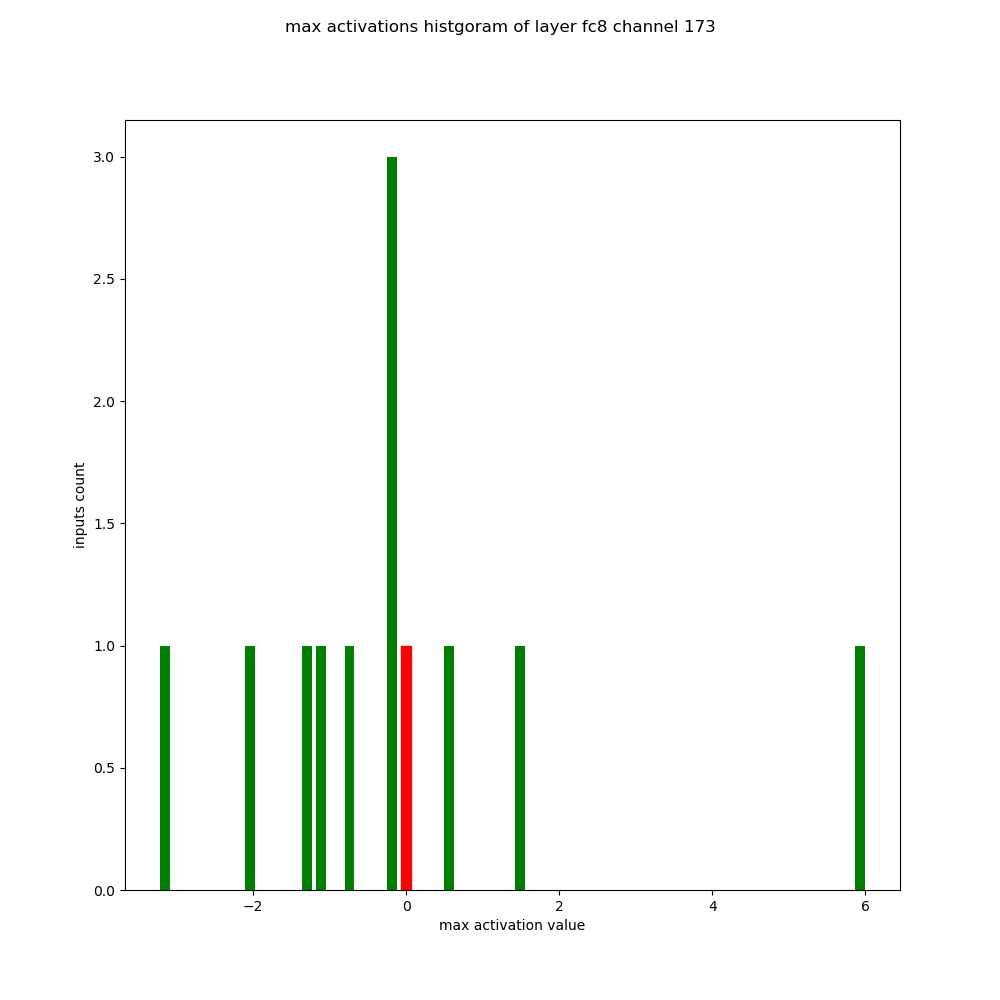 max activations histgoram of layer fc8 channel 173
3.0
2.5
2.0
1.5
1.0
0.5
0.0
inputs count
−2 0 2 4 6
max activation value